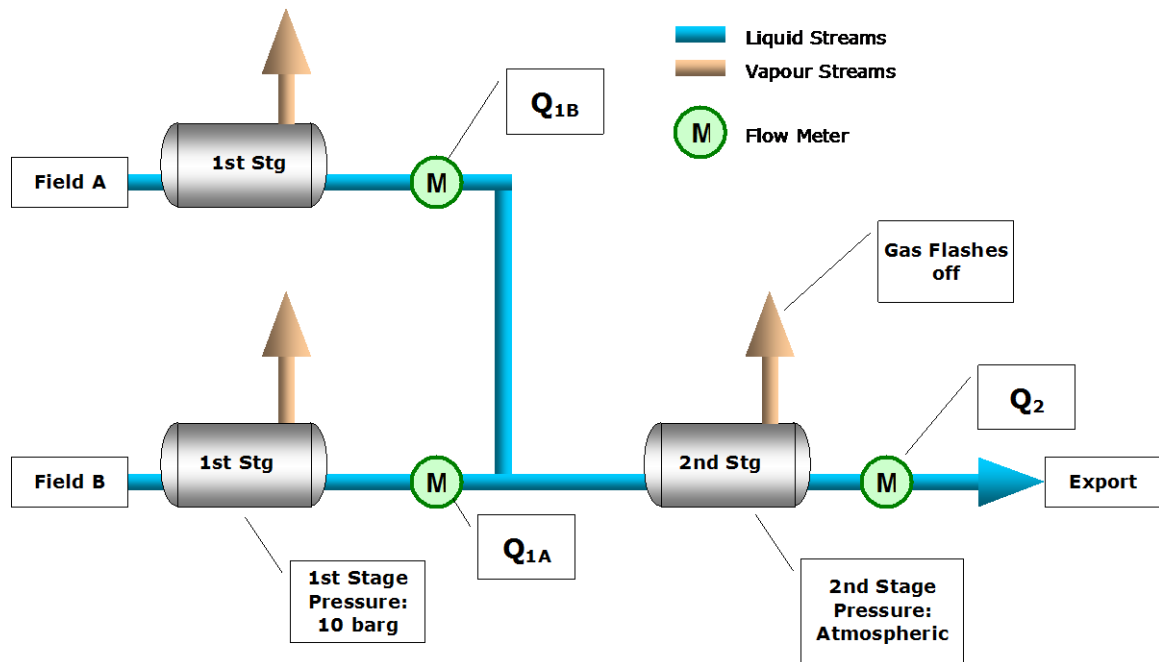 Liquid Streams
Vapour Streams
M
Flow Meter
Q1B
1st Stg
Field A
M
Gas Flashes
off
Q2
1st Stg
2nd Stg
Field B
M
M
Export
Q1A
1st Stage
Pressure:
10 barg
2nd Stage
Pressure:
Atmospheric